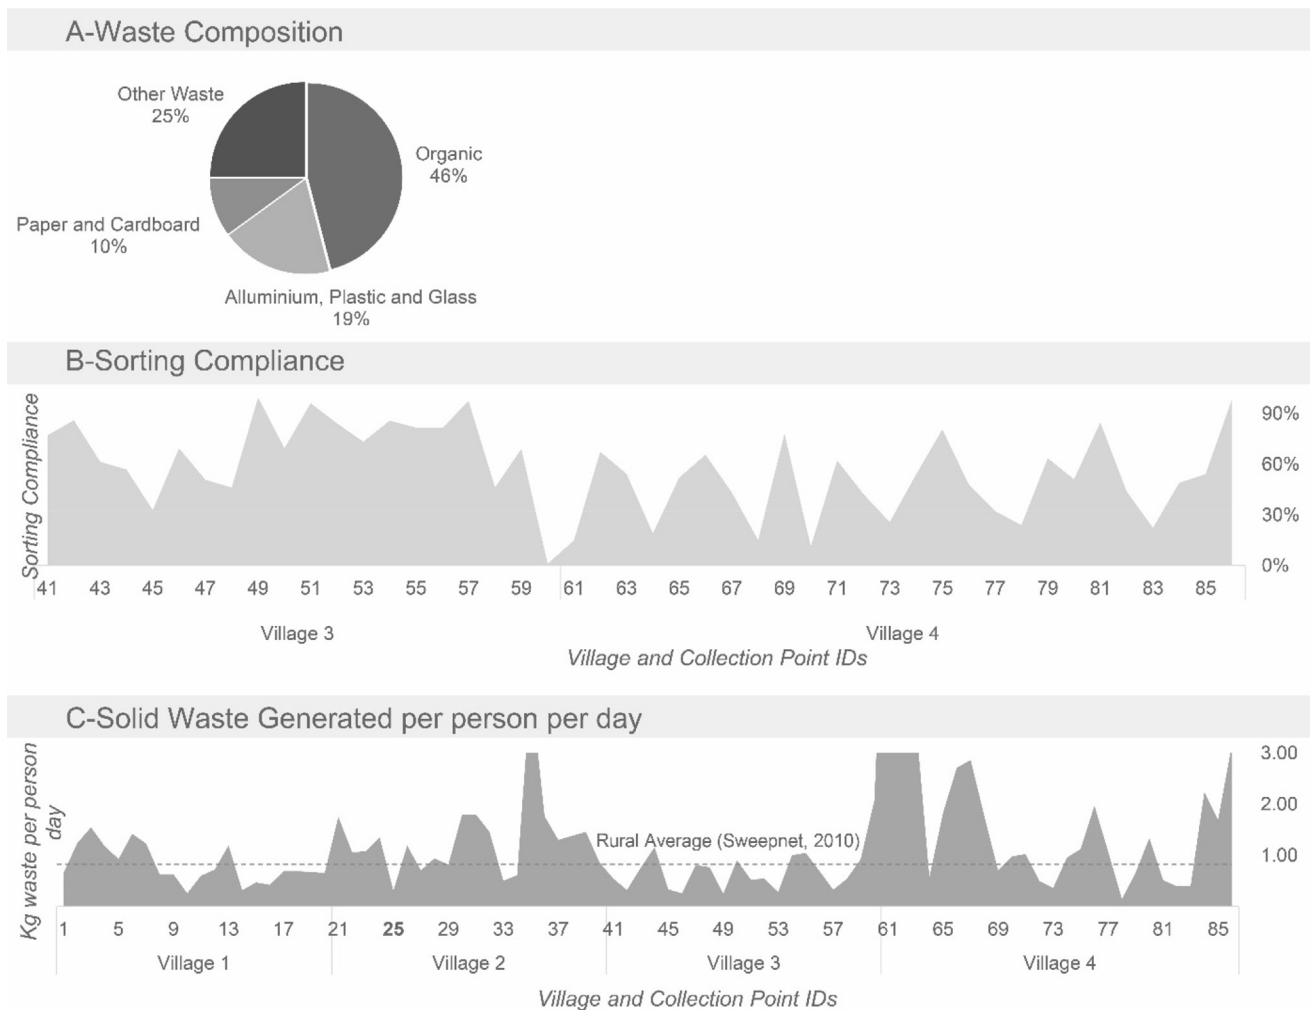 A-Waste Composition
Other Waste
25%
Organic
46%
Paper and Cardboard
10%
Alluminium, Plastic and Glass
19%
B-Sorting Compliance
Sorting Compliance
90%
60%
30%
0%
41 43 45 47 49 51 53 55 57 59 61 63 65 67 69 71 73 75 77 79 81 83 85
Village 3 Village 4
Village and Collection Point IDs
C-Solid Waste Generated per person per day
Kg waste per person
day
3.00
2.00
Rural Average (Sweepnet, 2010)
1.00
1 5 9 13 17 21 25 29 33 37 41 45 49 53 57 61 65 69 73 77 81 85
Village 1 Village 2 Village 3 Village 4
Village and Collection Point IDs